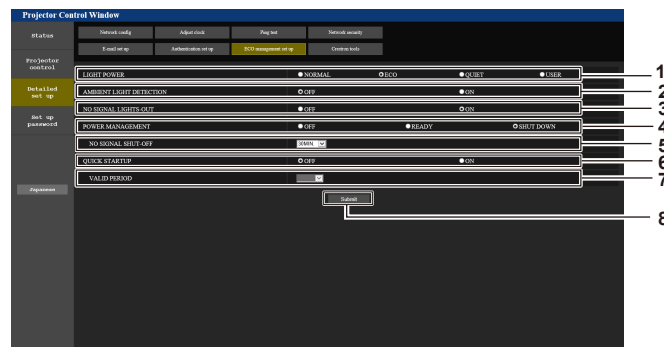 Projector Control Window
Status
Network config Adjust clock Ping test Network security
E-mail set up Authentication set up ECO management set up Crestron tools
Projector control
Detailed set up
Set up password
Japanese
LIGHT POWER NORMAL ECO QUIET USER 1
AMBIENT LIGHT DETECTION OFF ON 2
NO SIGNAL LIGHTS-OUT OFF ON 3
POWER MANAGEMENT OFF READY SHUT DOWN 4
NO SIGNAL SHUT-OFF 30MIN. 5
QUICK STARTUP OFF ON 6
VALID PERIOD 7
Submit 8